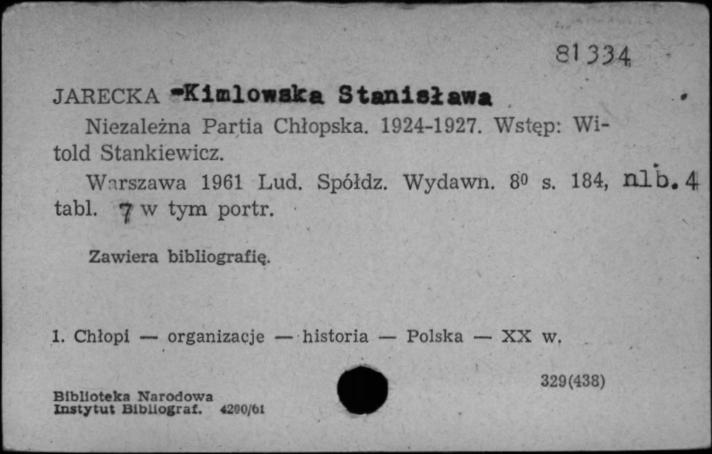 81334
JARECKA -Kimlowska Stanisława
Niezależna Partia Chłopska. 1924-1927. Wstęp: Wi-
told Stankiewicz.
Warszawa 1961 Lud. Spółdz. Wydawn. 8⁰ s. 184, nlb. 4
tabl. 7 w tym portr.
Zawiera bibliografię.
1. Chłopi — organizacje — historia — Polska — XX w.
329(438)
Biblioteka Narodowa
Instytut Bibliograf. 4200/61